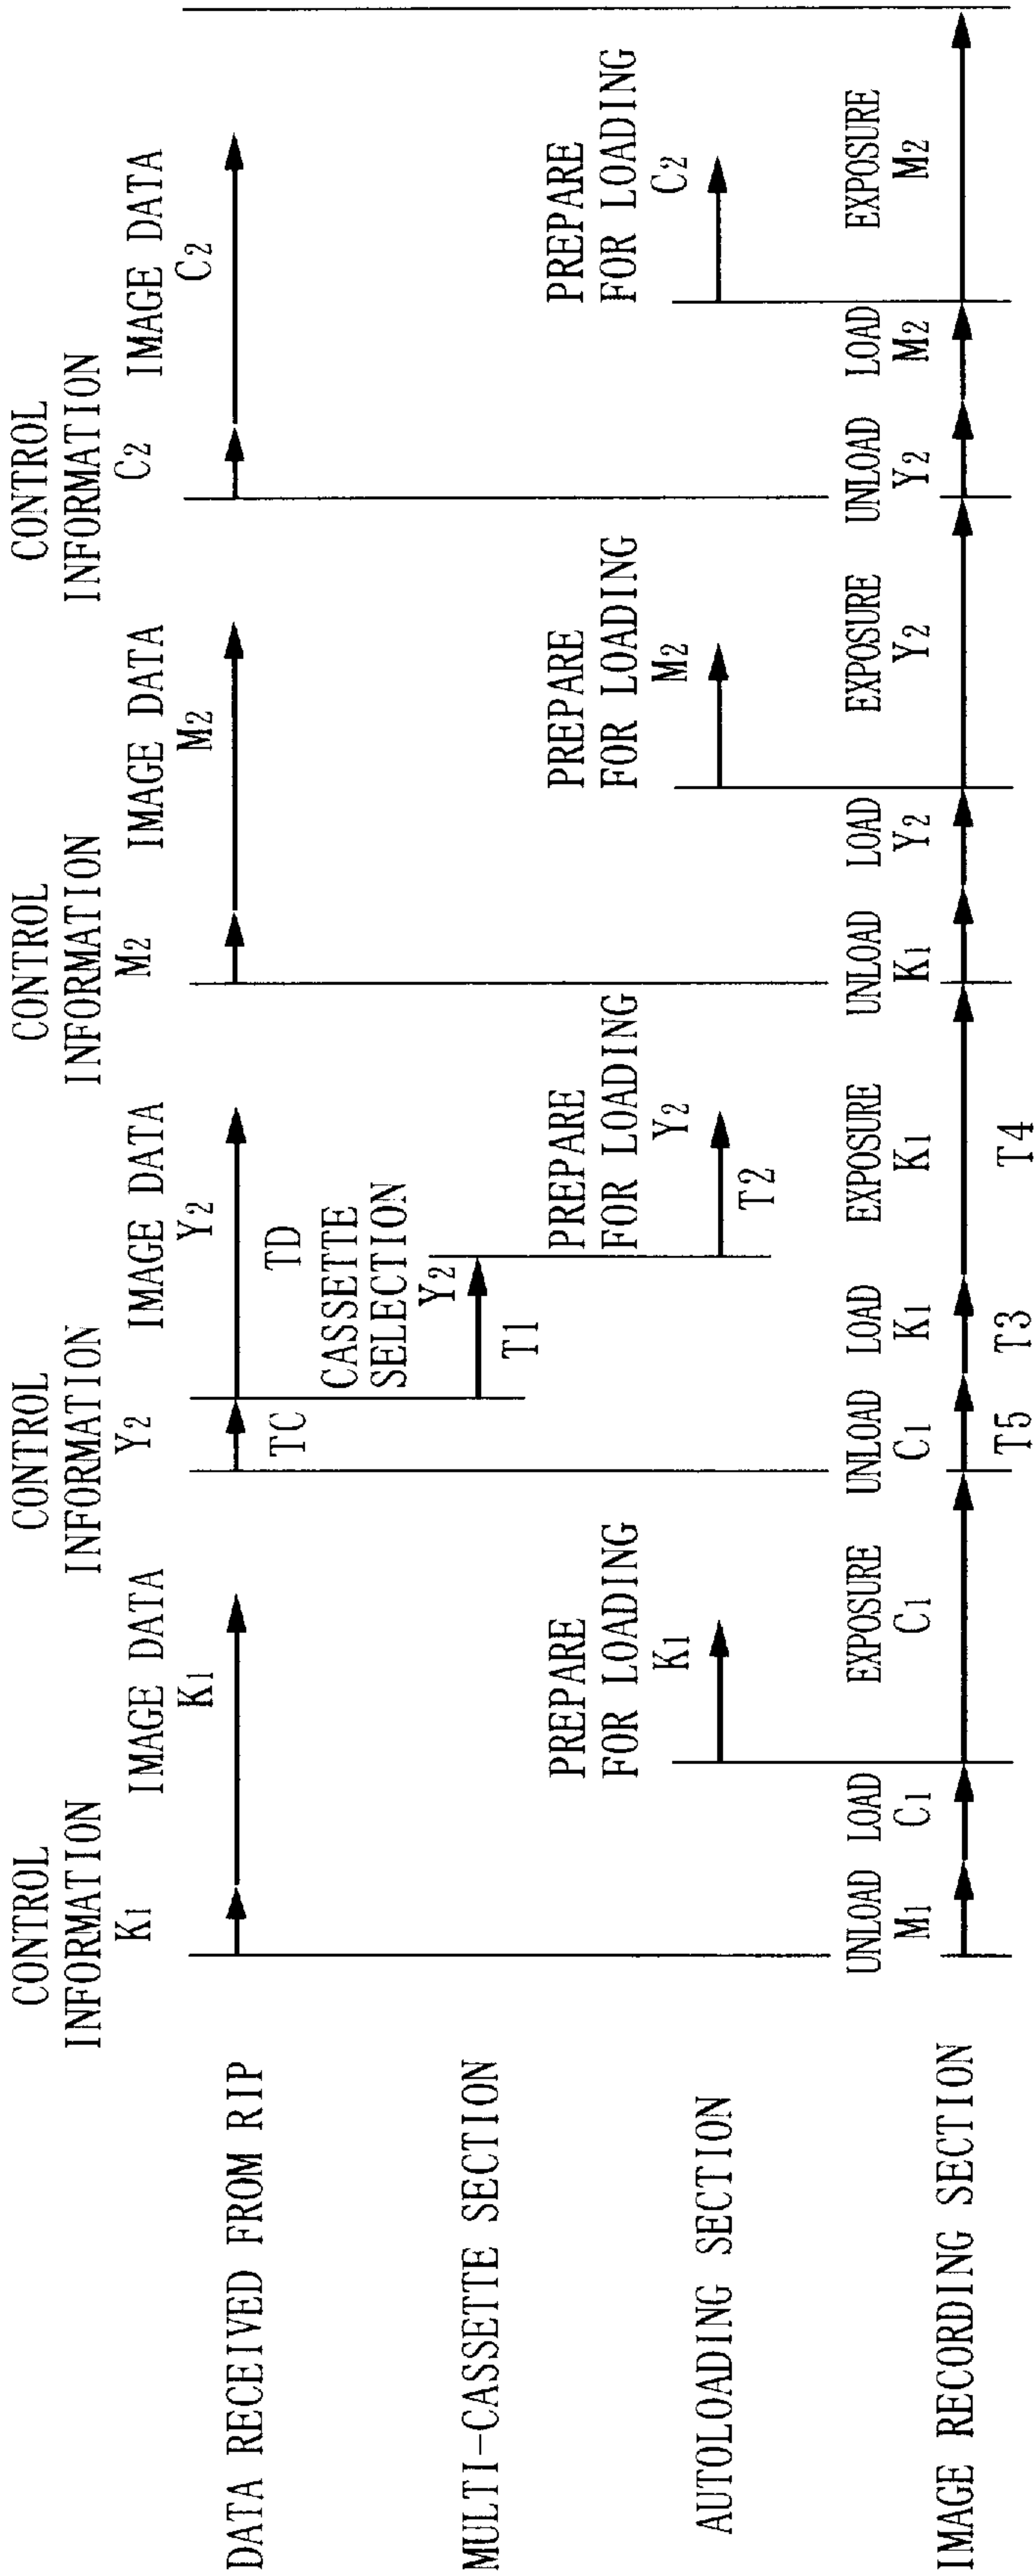 CONTROL
INFORMATION
K1
IMAGE DATA
K1
CONTROL
INFORMATION
Y2
IMAGE DATA
Y2
CONTROL
INFORMATION
M2
IMAGE DATA
M2
CONTROL
INFORMATION
C2
IMAGE DATA
C2
DATA RECEIVED FROM RIP
TC
TD
CASSETTE
SELECTION
Y2
MULTI-CASSETTE SECTION
T1
PREPARE
FOR LOADING
K1
PREPARE
FOR LOADING
Y2
PREPARE
FOR LOADING
M2
PREPARE
FOR LOADING
C2
AUTOLOADING SECTION
T2
UNLOAD
M1
LOAD
C1
EXPOSURE
C1
UNLOAD
C1
LOAD
K1
EXPOSURE
K1
UNLOAD
K1
LOAD
Y2
EXPOSURE
Y2
UNLOAD
Y2
LOAD
M2
EXPOSURE
M2
IMAGE RECORDING SECTION
T5
T3
T4